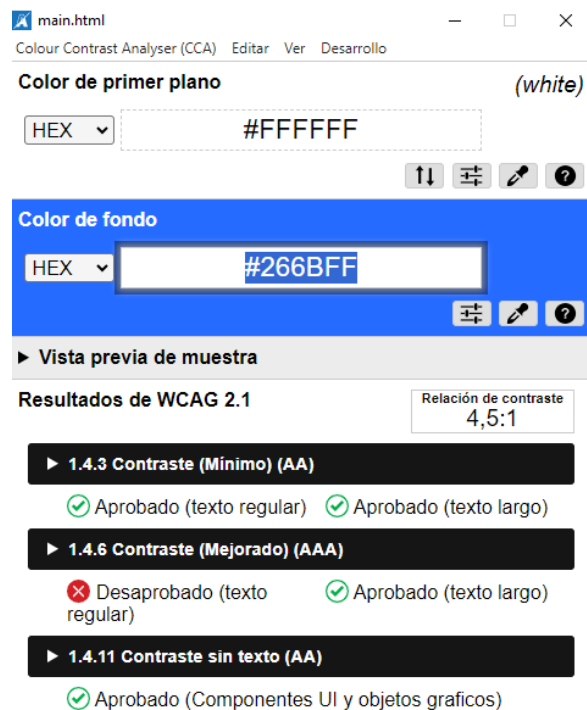 main.html
Colour Contrast Analyser (CCA) Editar Ver Desarrollo
Color de primer plano (white)
HEX #FFFFFF
Color de fondo
HEX #266BFF
Vista previa de muestra
Resultados de WCAG 2.1
Relación de contraste
4,5:1
1.4.3 Contraste (Mínimo) (AA)
Aprobado (texto regular) Aprobado (texto largo)
1.4.6 Contraste (Mejorado) (AAA)
Desaprobado (texto Aprobado (texto largo)
regular)
1.4.11 Contraste sin texto (AA)
Aprobado (Componentes UI y objetos graficos)